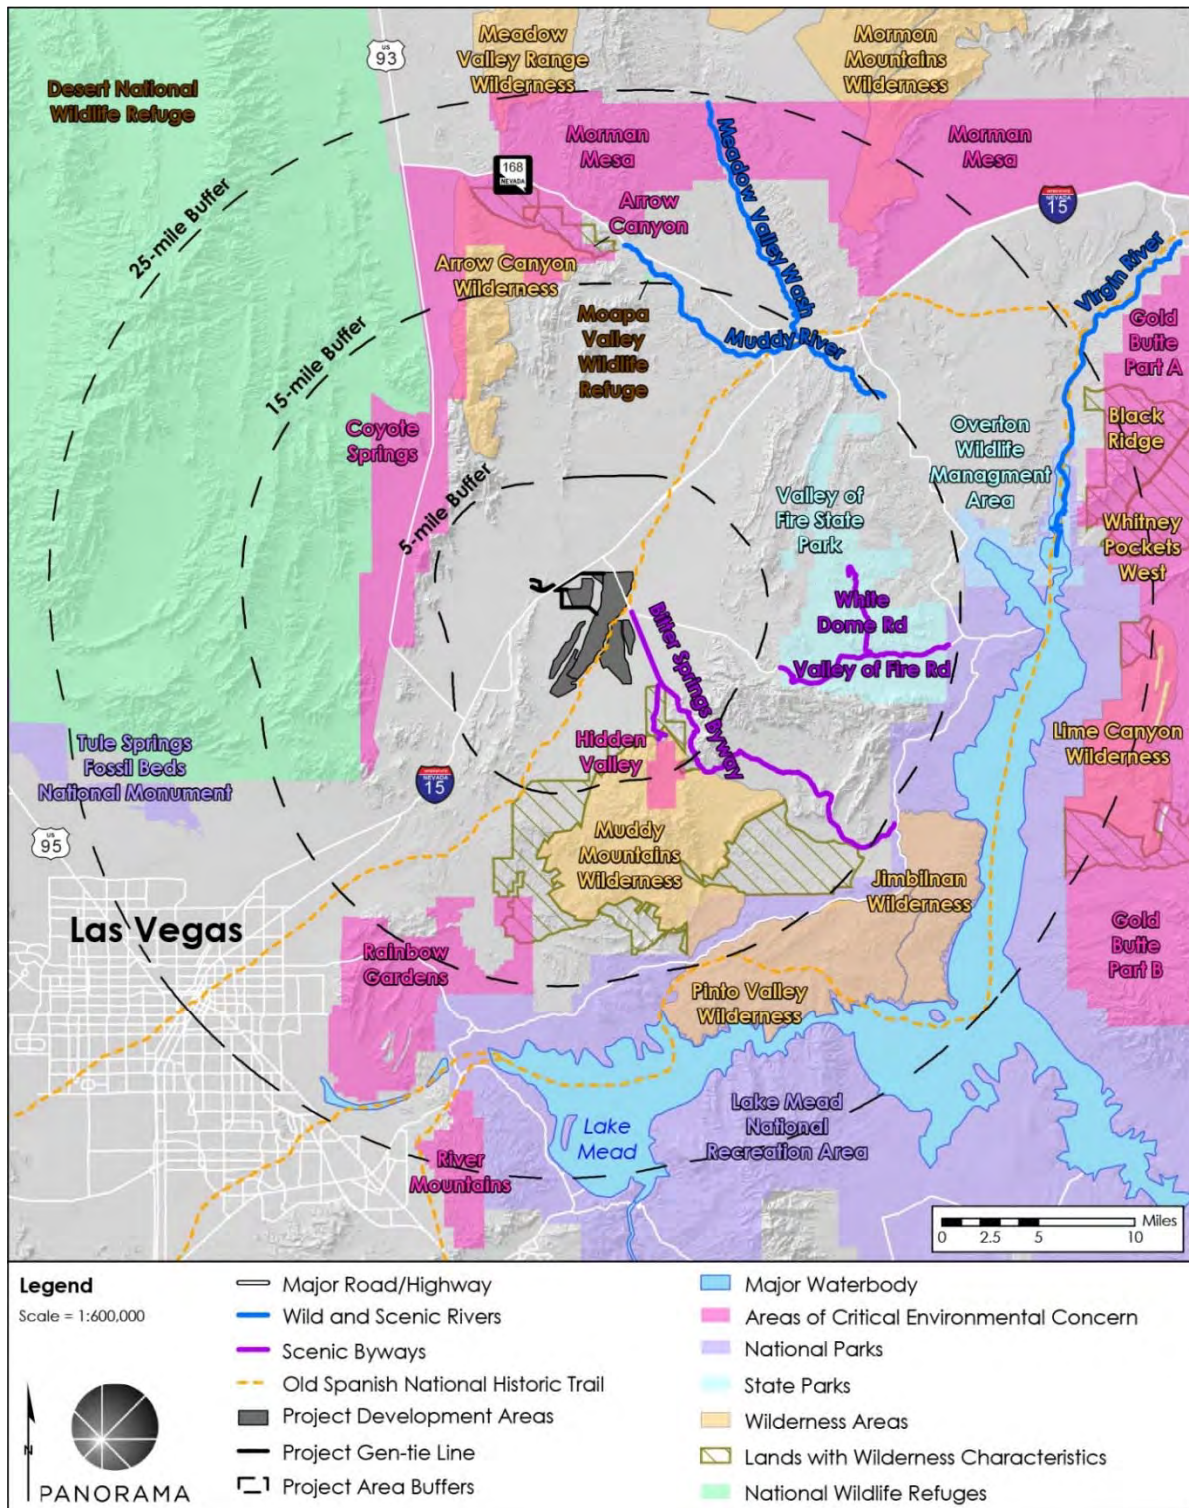 US
93
Meadow
Valley Range
Wilderness
Mormon
Mountains
Wilderness
Desert National
Wildlife Refuge
Morman
Mesa
Morman
Mesa
168
NEVADA
Meadow Valley Wash
INTERSTATE
NEVADA
15
25-mile Buffer
Arrow
Canyon
Arrow Canyon
Wilderness
Virgin River
Moapa
Valley
Wildlife
Refuge
Muddy River
Gold
Butte
Part A
15-mile Buffer
Coyote
Springs
Black
Ridge
Overton
Wildlife
Managment
Area
5-mile Buffer
Valley of
Fire State
Park
Whitney
Pockets
West
White
Dome Rd
Bitter Springs Byway
Valley of Fire Rd
Hidden
Valley
Lime Canyon
Wilderness
Tule Springs
Fossil Beds
National Monument
INTERSTATE
NEVADA
15
US
95
Muddy
Mountains
Wilderness
Jimbilnan
Wilderness
Las Vegas
Rainbow
Gardens
Gold
Butte
Part B
Pinto Valley
Wilderness
Lake
Mead
Lake Mead
National
Recreation Area
River
Mountains
Miles
0 2.5 5 10
Legend
Scale = 1:600,000
Major Road/Highway
Wild and Scenic Rivers
Scenic Byways
Old Spanish National Historic Trail
Project Development Areas
Project Gen-tie Line
Project Area Buffers
Major Waterbody
Areas of Critical Environmental Concern
National Parks
State Parks
Wilderness Areas
Lands with Wilderness Characteristics
National Wildlife Refuges
N
PANORAMA